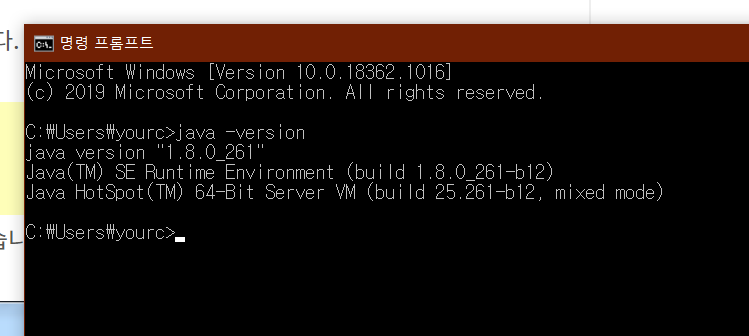 다.
명령 프롬프트
Microsoft Windows [Version 10.0.18362.1016]
(c) 2019 Microsoft Corporation. All rights reserved.
C:₩Users₩yourc>java -version
java version "1.8.0_261"
Java(TM) SE Runtime Environment (build 1.8.0_261-b12)
Java HotSpot(TM) 64-Bit Server VM (build 25.261-b12, mixed mode)
C:₩Users₩yourc>